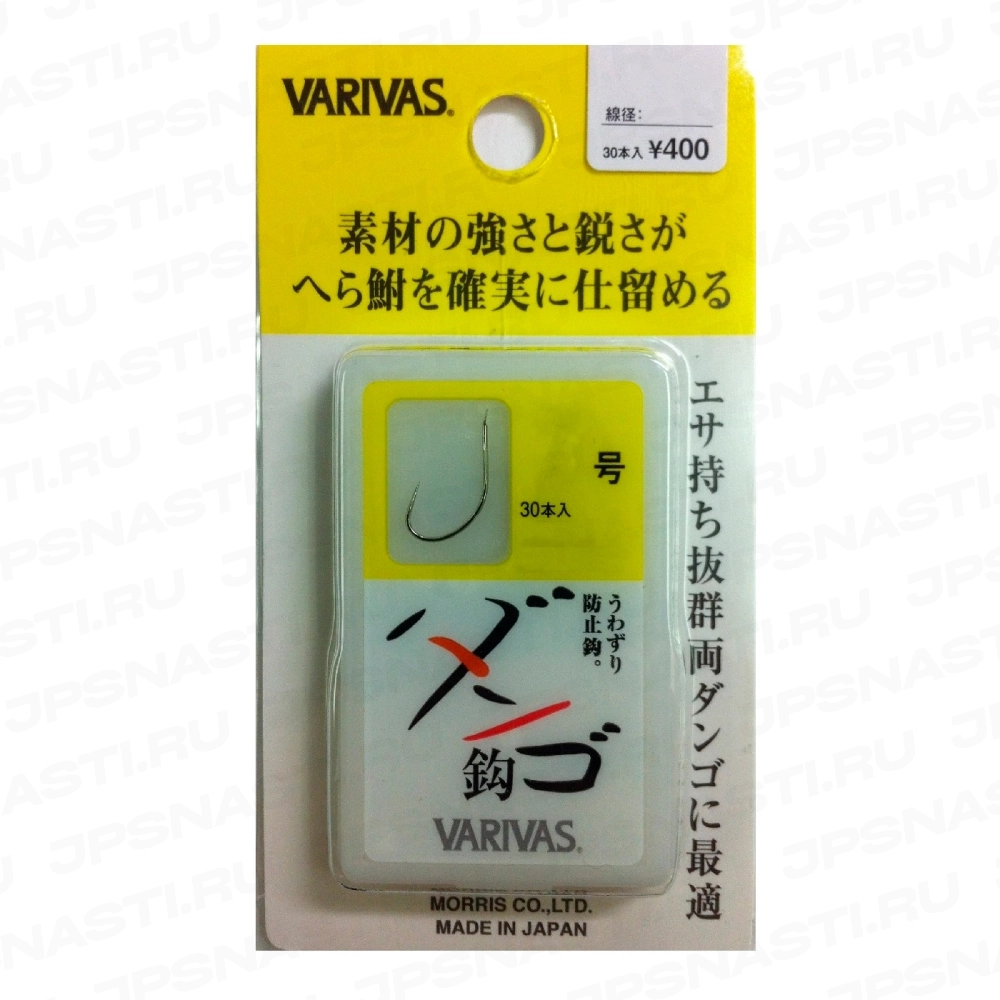 VARIVAS®
線径:
30本入 ¥400
素材の強さと鋭さが
へら鮒を確実に仕留める
エサ持ち抜群両ダンゴに最適
号
30本入
うわずり
防止鈎。
ダンゴ
鈎
VARIVAS®
MORRIS CO.,LTD.
MADE IN JAPAN
JPSNASTI.RU